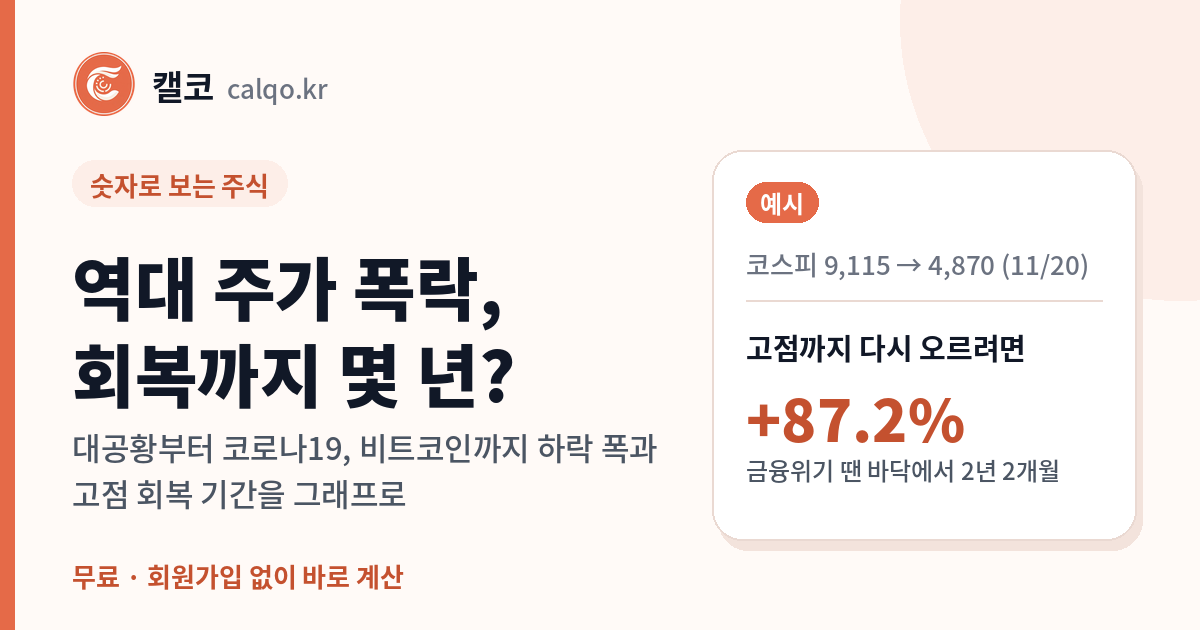 캘코 calqo.kr
숫자로 보는 주식
역대 주가 폭락,
회복까지 몇 년?
대공황부터 코로나19, 비트코인까지 하락 폭과
고점 회복 기간을 그래프로
무료 · 회원가입 없이 바로 계산
예시
코스피 9,115 → 4,870 (11/20)
고점까지 다시 오르려면
+87.2%
금융위기 땐 바닥에서 2년 2개월